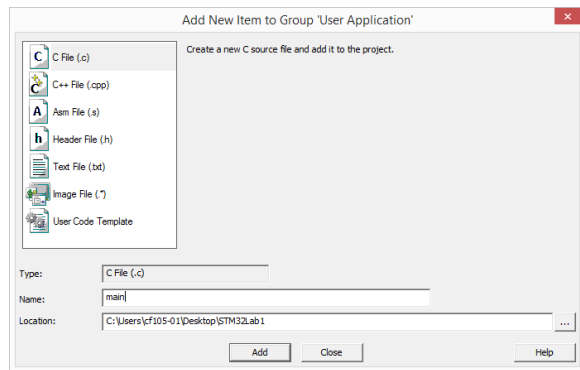 Add New Item to Group 'User Application'
C File (.c)
Create a new C source file and add it to the project.
C++ File (.cpp)
Asm File (.s)
Header File (.h)
Text File (.txt)
Image File (.*)
User Code Template
Type: C File (.c)
Name: main
Location: C:\Users\cf105-01\Desktop\STM32Lab1 ...
Add Close Help